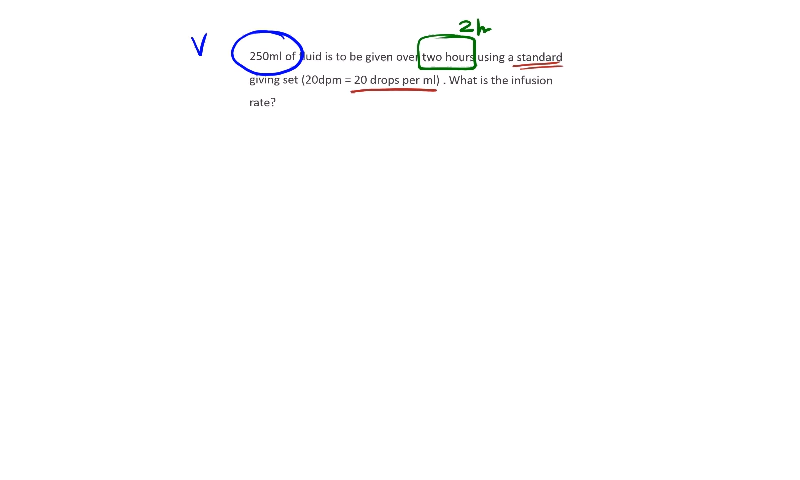 2hr
V
250ml of fluid is to be given over two hours using a standard
giving set (20dpm = 20 drops per ml) . What is the infusion
rate?